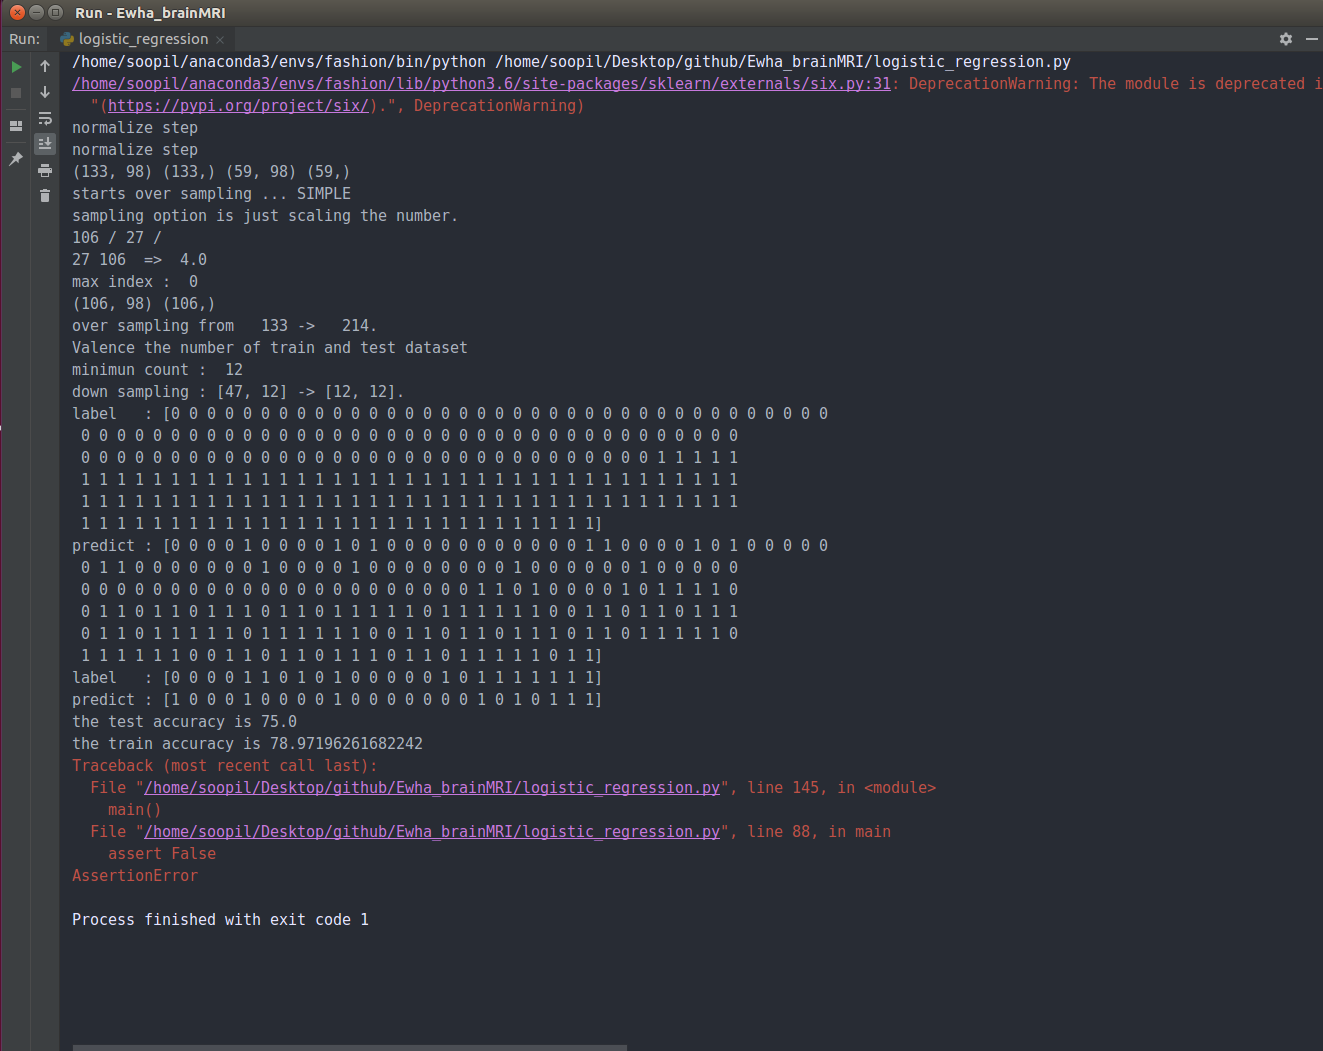 Run - Ewha_brainMRI
Run: logistic_regression
/home/soopil/anaconda3/envs/fashion/bin/python /home/soopil/Desktop/github/Ewha_brainMRI/logistic_regression.py
/home/soopil/anaconda3/envs/fashion/lib/python3.6/site-packages/sklearn/externals/six.py:31: DeprecationWarning: The module is deprecated i
  "(https://pypi.org/project/six/).", DeprecationWarning)
normalize step
normalize step
(133, 98) (133,) (59, 98) (59,)
starts over sampling ... SIMPLE
sampling option is just scaling the number.
106 / 27 /
27 106  =>  4.0
max index :  0
(106, 98) (106,)
over sampling from   133 ->   214.
Valence the number of train and test dataset
minimun count :  12
down sampling : [47, 12] -> [12, 12].
label   : [0 0 0 0 0 0 0 0 0 0 0 0 0 0 0 0 0 0 0 0 0 0 0 0 0 0 0 0 0 0 0 0 0 0 0 0 0
 0 0 0 0 0 0 0 0 0 0 0 0 0 0 0 0 0 0 0 0 0 0 0 0 0 0 0 0 0 0 0 0 0 0 0 0 0
 0 0 0 0 0 0 0 0 0 0 0 0 0 0 0 0 0 0 0 0 0 0 0 0 0 0 0 0 0 0 0 0 1 1 1 1 1
 1 1 1 1 1 1 1 1 1 1 1 1 1 1 1 1 1 1 1 1 1 1 1 1 1 1 1 1 1 1 1 1 1 1 1 1 1
 1 1 1 1 1 1 1 1 1 1 1 1 1 1 1 1 1 1 1 1 1 1 1 1 1 1 1 1 1 1 1 1 1 1 1 1 1
 1 1 1 1 1 1 1 1 1 1 1 1 1 1 1 1 1 1 1 1 1 1 1 1 1 1 1 1 1]
predict : [0 0 0 0 1 0 0 0 0 1 0 1 0 0 0 0 0 0 0 0 0 0 0 1 1 0 0 0 0 1 0 1 0 0 0 0 0
 0 1 1 0 0 0 0 0 0 0 1 0 0 0 0 1 0 0 0 0 0 0 0 0 1 0 0 0 0 0 0 1 0 0 0 0 0
 0 0 0 0 0 0 0 0 0 0 0 0 0 0 0 0 0 0 0 0 0 0 1 1 0 1 0 0 0 0 1 0 1 1 1 1 0
 0 1 1 0 1 1 0 1 1 1 0 1 1 0 1 1 1 1 1 0 1 1 1 1 1 1 0 0 1 1 0 1 1 0 1 1 1
 0 1 1 0 1 1 1 1 1 0 1 1 1 1 1 1 0 0 1 1 0 1 1 0 1 1 1 0 1 1 0 1 1 1 1 1 0
 1 1 1 1 1 1 0 0 1 1 0 1 1 0 1 1 1 0 1 1 0 1 1 1 1 1 0 1 1]
label   : [0 0 0 0 1 1 0 1 0 1 0 0 0 0 0 1 0 1 1 1 1 1 1 1]
predict : [1 0 0 0 1 0 0 0 0 1 0 0 0 0 0 0 0 1 0 1 0 1 1 1]
the test accuracy is 75.0
the train accuracy is 78.97196261682242
Traceback (most recent call last):
  File "/home/soopil/Desktop/github/Ewha_brainMRI/logistic_regression.py", line 145, in <module>
    main()
  File "/home/soopil/Desktop/github/Ewha_brainMRI/logistic_regression.py", line 88, in main
    assert False
AssertionError
Process finished with exit code 1